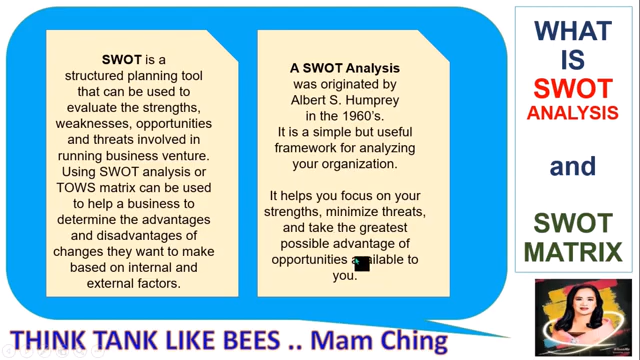 SWOT is a
structured planning tool
that can be used to
evaluate the strengths,
weaknesses, opportunities
and threats involved in
running business venture.
Using SWOT analysis or
TOWS matrix can be used
to help a business to
determine the advantages
and disadvantages of
changes they want to make
based on internal and
external factors.
A SWOT Analysis
was originated by
Albert S. Humprey
in the 1960's.
It is a simple but useful
framework for analyzing
your organization.
It helps you focus on your
strengths, minimize threats,
and take the greatest
possible advantage of
opportunities available to
you.
WHAT
IS
SWOT
ANALYSIS
and
SWOT
MATRIX
THINK TANK LIKE BEES .. Mam Ching